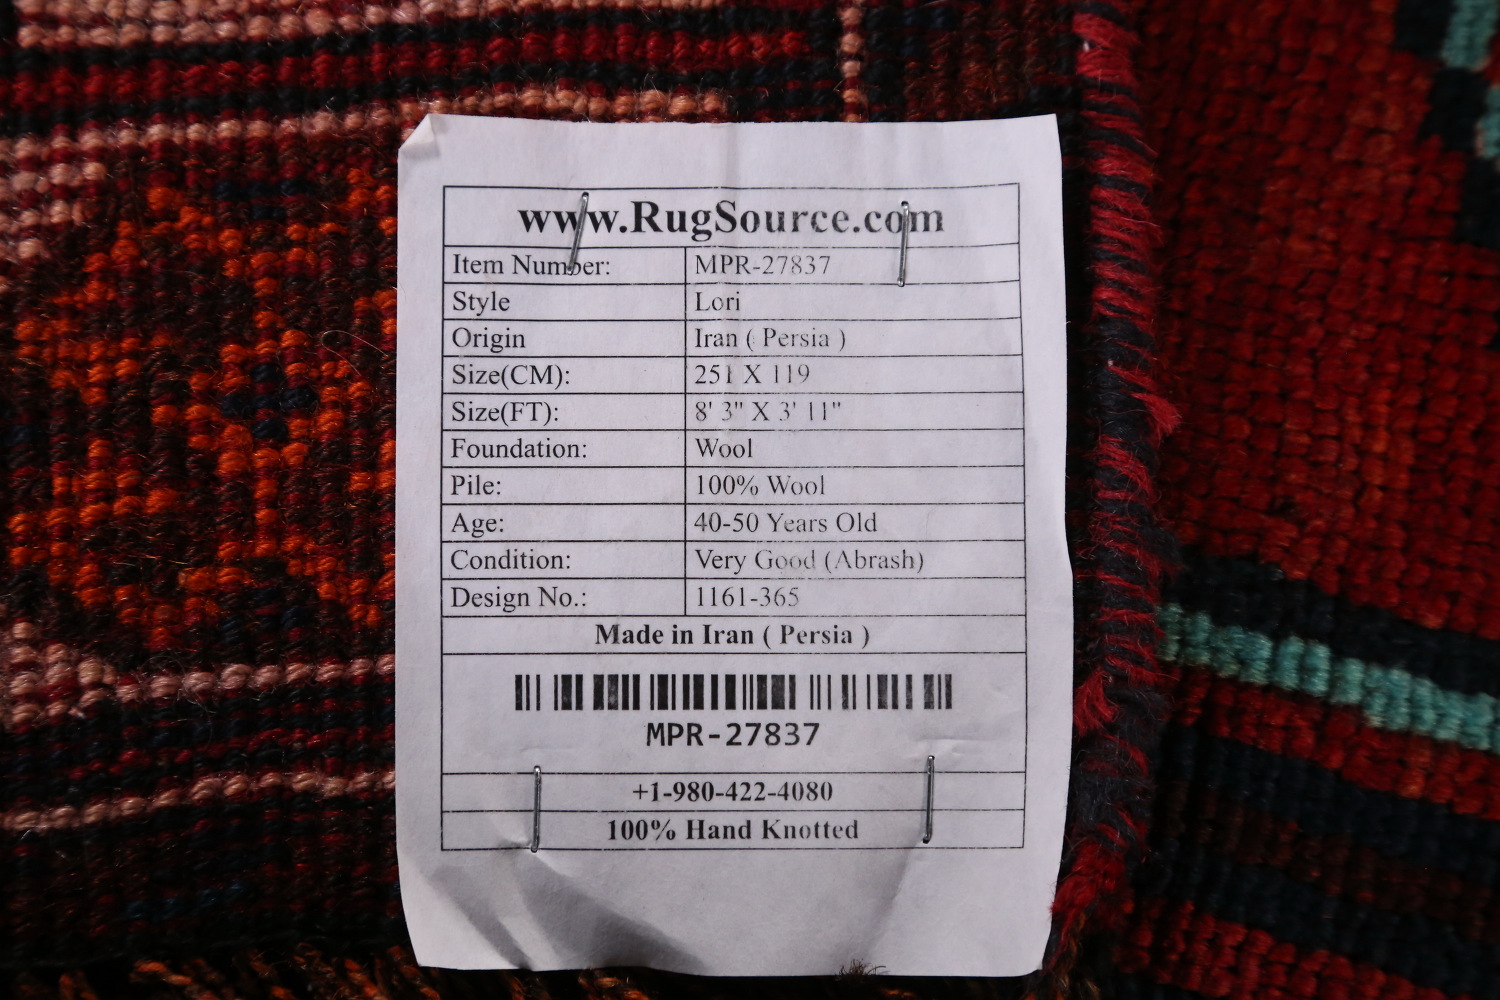 www.RugSource.com
Item Number: MPR-27837
Style Lori
Origin Iran ( Persia )
Size(CM): 251 X 119
Size(FT): 8' 3" X 3' 11"
Foundation: Wool
Pile: 100% Wool
Age: 40-50 Years Old
Condition: Very Good (Abrash)
Design No.: 1161-365
Made in Iran ( Persia )
MPR-27837
+1-980-422-4080
100% Hand Knotted